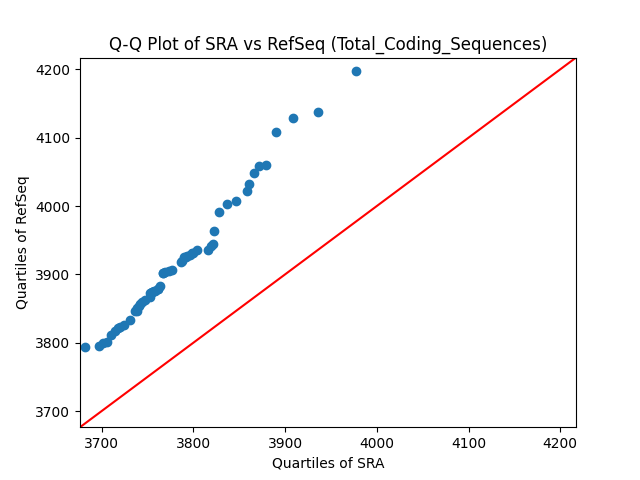 Q-Q Plot of SRA vs RefSeq (Total_Coding_Sequences)
4200
4100
4000
3900
3800
3700
Quartiles of RefSeq
3700 3800 3900 4000 4100 4200
Quartiles of SRA